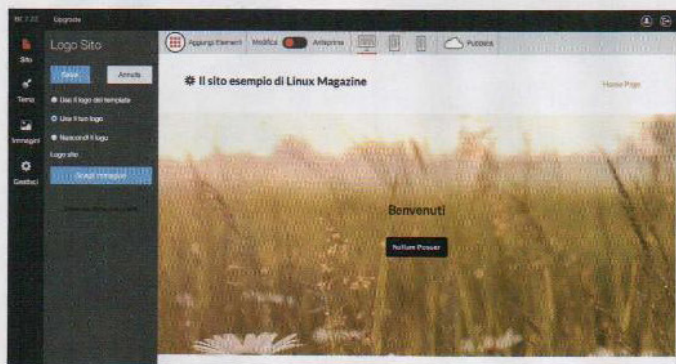 Upgrade
Logo Sito
Salva
Annulla
Usa il logo del template
Usa il tuo logo
Nascondi il logo
Logo sito
Scegli immagine
Sito
Tema
Immagini
Gestisci
Aggiungi Elementi
Modifica
Anteprima
Pubblica
Il sito esempio di Linux Magazine
Home Page
Benvenuti
Nullam Posuer